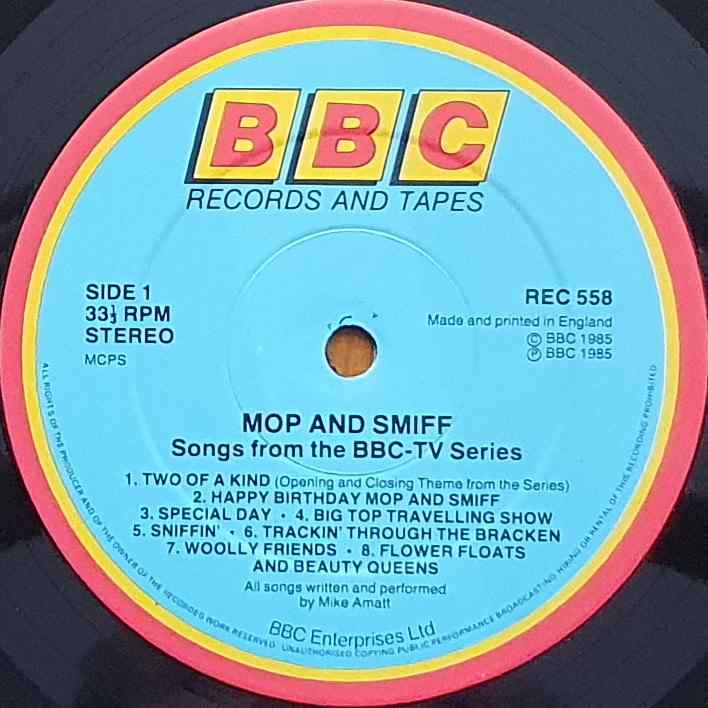 BBC
RECORDS AND TAPES
SIDE 1
33⅓ RPM
STEREO
MCPS
REC 558
Made and printed in England
© BBC 1985
℗ BBC 1985
MOP AND SMIFF
Songs from the BBC-TV Series
1. TWO OF A KIND (Opening and Closing Theme from the Series)
2. HAPPY BIRTHDAY MOP AND SMIFF
3. SPECIAL DAY · 4. BIG TOP TRAVELLING SHOW
5. SNIFFIN' · 6. TRACKIN' THROUGH THE BRACKEN
7. WOOLLY FRIENDS · 8. FLOWER FLOATS
AND BEAUTY QUEENS
All songs written and performed
by Mike Amatt
BBC Enterprises Ltd
ALL RIGHTS OF THE PRODUCER AND OF THE OWNER OF THE RECORDED WORK RESERVED. UNAUTHORISED COPYING PUBLIC PERFORMANCE BROADCASTING HIRING OR RENTAL OF THIS RECORDING PROHIBITED